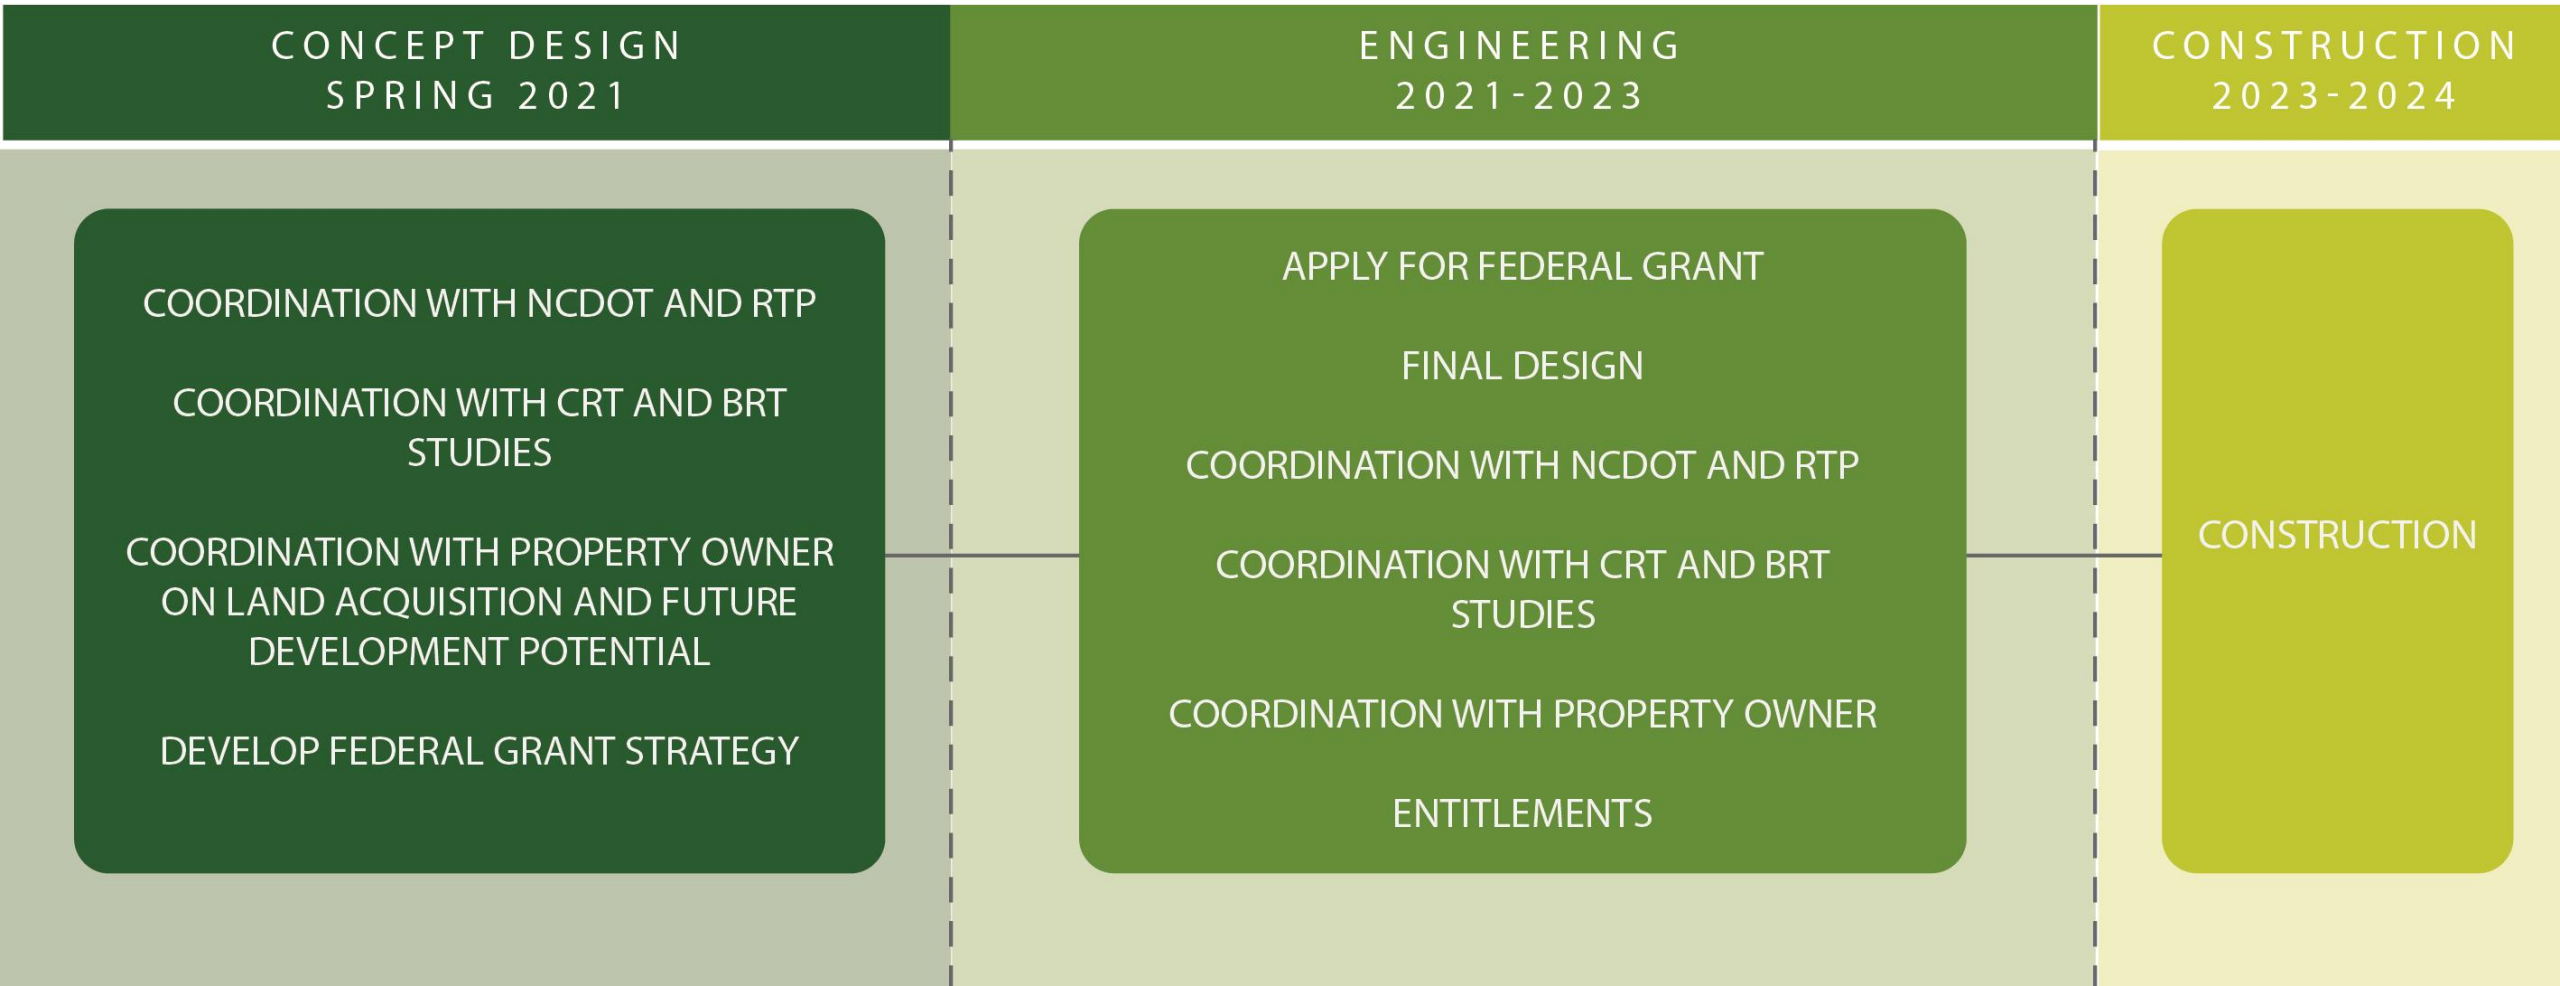 CONCEPT DESIGN
SPRING 2021
ENGINEERING
2021-2023
CONSTRUCTION
2023-2024
COORDINATION WITH NCDOT AND RTP
COORDINATION WITH CRT AND BRT
STUDIES
COORDINATION WITH PROPERTY OWNER
ON LAND ACQUISITION AND FUTURE
DEVELOPMENT POTENTIAL
DEVELOP FEDERAL GRANT STRATEGY
APPLY FOR FEDERAL GRANT
FINAL DESIGN
COORDINATION WITH NCDOT AND RTP
COORDINATION WITH CRT AND BRT
STUDIES
COORDINATION WITH PROPERTY OWNER
ENTITLEMENTS
CONSTRUCTION